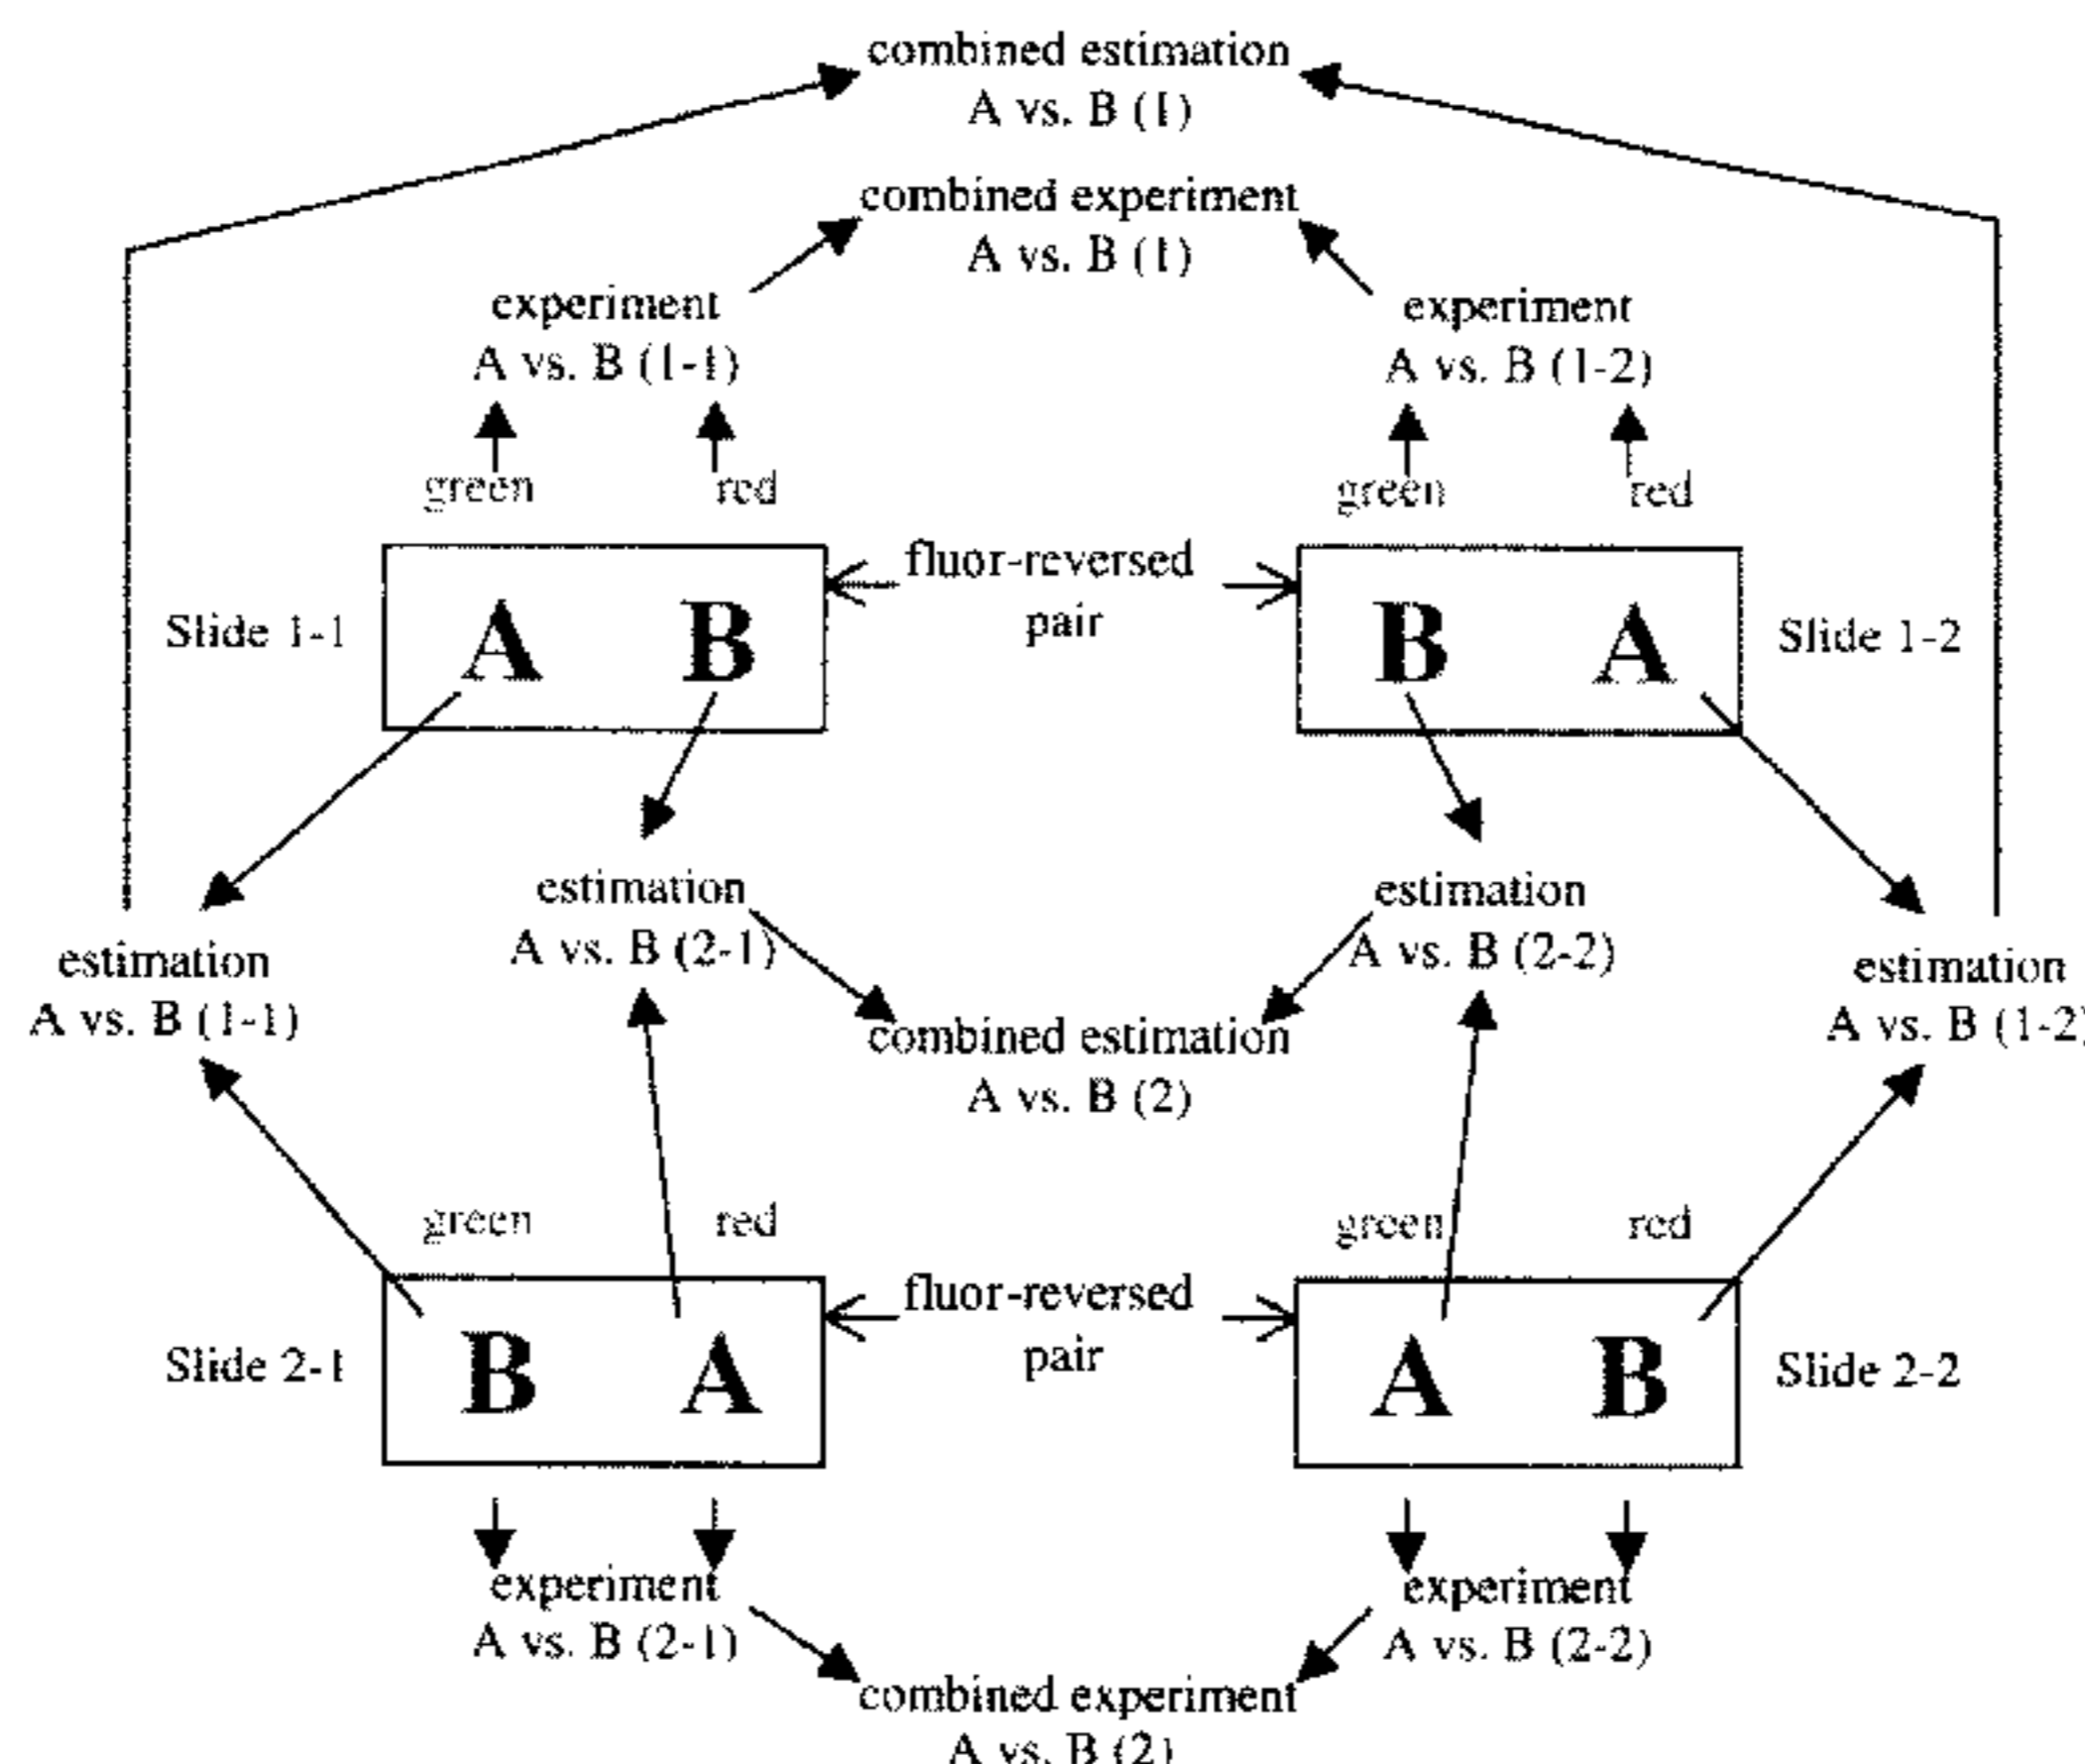 combined estimation
A vs. B (1)
combined experiment
A vs. B (1)
experiment
A vs. B (1-1)
experiment
A vs. B (1-2)
green
red
green
red
fluor-reversed
pair
Slide 1-1
A B
B A
Slide 1-2
estimation
A vs. B (2-1)
estimation
A vs. B (2-2)
estimation
A vs. B (1-1)
estimation
A vs. B (1-2)
combined estimation
A vs. B (2)
green
red
green
red
fluor-reversed
pair
Slide 2-1
B A
A B
Slide 2-2
experiment
A vs. B (2-1)
experiment
A vs. B (2-2)
combined experiment
A vs. B (2)